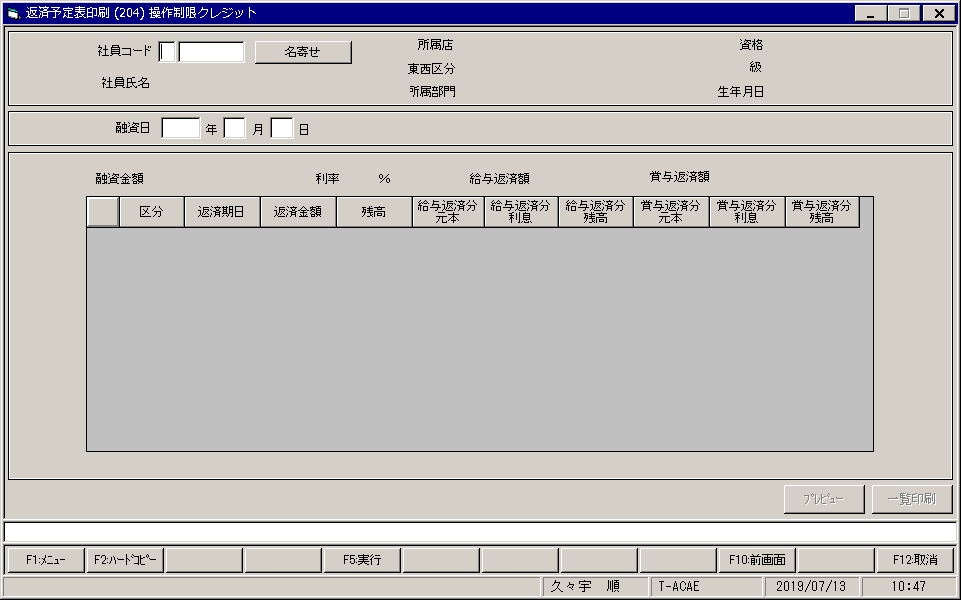 返済予定表印刷 (204) 操作制限クレジット
社員コード 名寄せ 所属店 資格
東西区分 級
社員氏名 所属部門 生年月日
融資日 年 月 日
融資金額 利率 % 給与返済額 賞与返済額
区分 返済期日 返済金額 残高 給与返済分 給与返済分 給与返済分 賞与返済分 賞与返済分 賞与返済分
元本 利息 残高 元本 利息 残高
プレビュー 一覧印刷
F1:メニュー F2:ハードコピー F5:実行 F10:前画面 F12:取消
久々宇 順 T-ACAE 2019/07/13 10:47